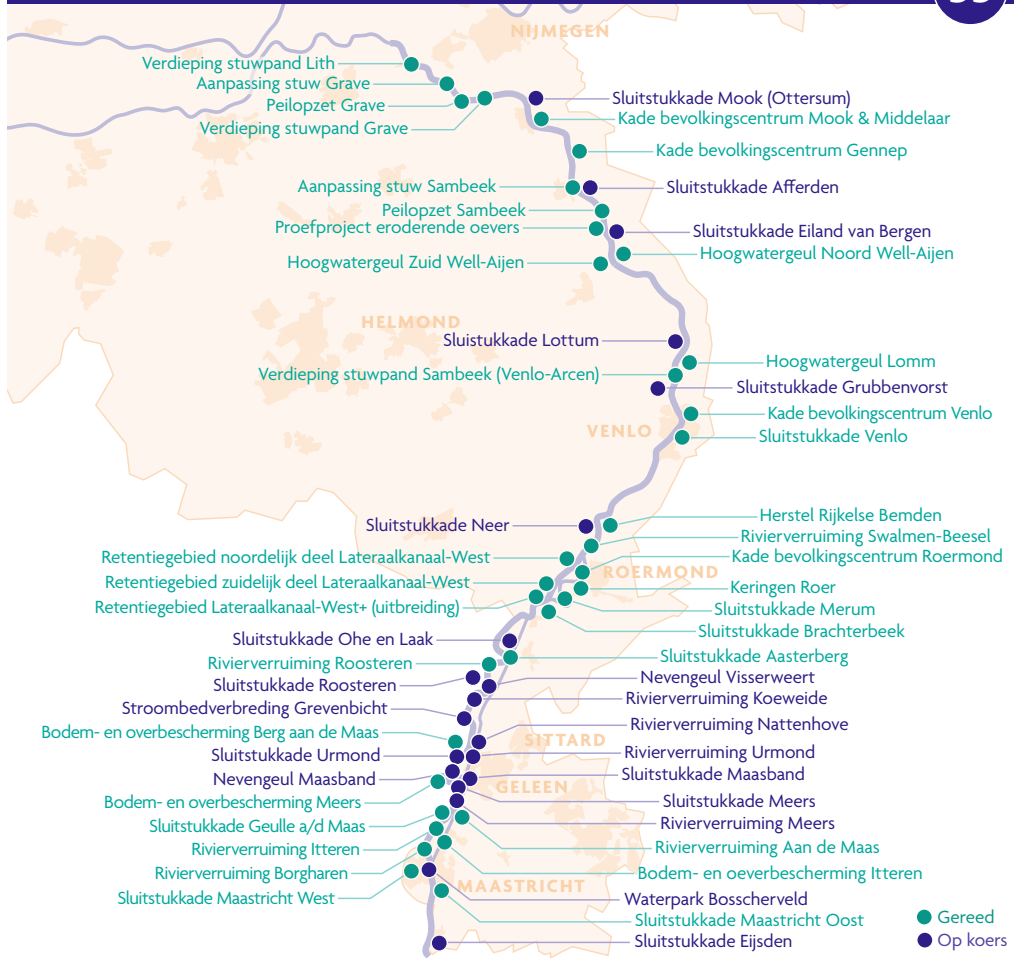 NIJMEGEN
Verdieping stuwpand Lith
Aanpassing stuw Grave
Peilopzet Grave
Verdieping stuwpand Grave
Sluitstukkade Mook (Ottersum)
Kade bevolkingscentrum Mook & Middelaar
Kade bevolkingscentrum Gennep
Aanpassing stuw Sambeek
Sluitstukkade Afferden
Peilopzet Sambeek
Proefproject eroderende oevers
Sluitstukkade Eiland van Bergen
Hoogwatergeul Noord Well-Aijen
Hoogwatergeul Zuid Well-Aijen
HELMOND
Sluistukkade Lottum
Hoogwatergeul Lomm
Verdieping stuwpand Sambeek (Venlo-Arcen)
Sluitstukkade Grubbenvorst
Kade bevolkingscentrum Venlo
VENLO
Sluitstukkade Venlo
Sluitstukkade Neer
Herstel Rijkelse Bemden
Rivierverruiming Swalmen-Beesel
Retentiegebied noordelijk deel Lateraalkanaal-West
Kade bevolkingscentrum Roermond
ROERMOND
Retentiegebied zuidelijk deel Lateraalkanaal-West
Keringen Roer
Retentiegebied Lateraalkanaal-West+ (uitbreiding)
Sluitstukkade Merum
Sluitstukkade Brachterbeek
Sluitstukkade Ohe en Laak
Sluitstukkade Aasterberg
Rivierverruiming Roosteren
Nevengeul Visserweert
Sluitstukkade Roosteren
Rivierverruiming Koeweide
Stroombedverbreding Grevenbicht
Rivierverruiming Nattenhove
Bodem- en overbescherming Berg aan de Maas
SITTARD
Sluitstukkade Urmond
Rivierverruiming Urmond
Nevengeul Maasband
Sluitstukkade Maasband
GELEEN
Bodem- en overbescherming Meers
Sluitstukkade Meers
Sluitstukkade Geulle a/d Maas
Rivierverruiming Meers
Rivierverruiming Itteren
Rivierverruiming Aan de Maas
Rivierverruiming Borgharen
Bodem- en oeverbescherming Itteren
MAASTRICHT
Sluitstukkade Maastricht West
Waterpark Bosscherveld
Sluitstukkade Maastricht Oost
Sluitstukkade Eijsden
Gereed
Op koers